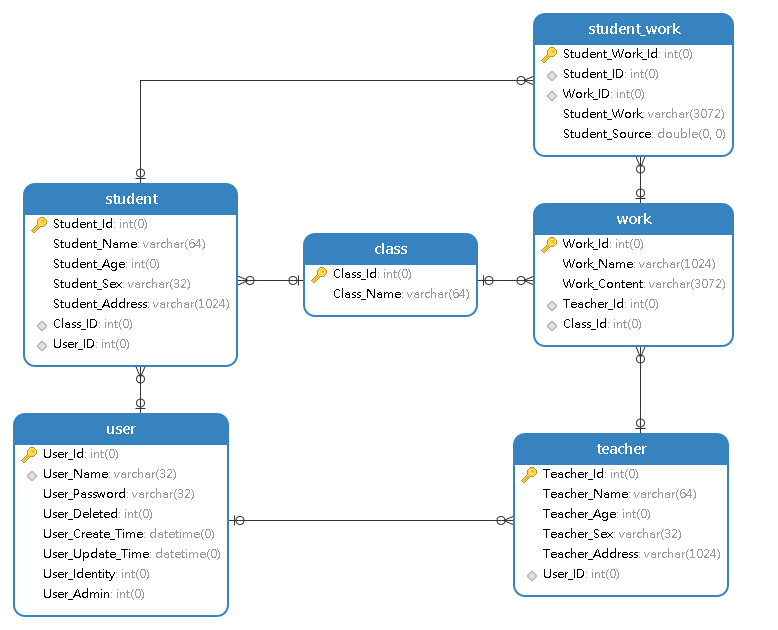 student_work
Student_Work_Id: int(0)
Student_ID: int(0)
Work_ID: int(0)
Student_Work: varchar(3072)
Student_Source: double(0, 0)
student
Student_Id: int(0)
Student_Name: varchar(64)
Student_Age: int(0)
Student_Sex: varchar(32)
Student_Address: varchar(1024)
Class_ID: int(0)
User_ID: int(0)
class
Class_Id: int(0)
Class_Name: varchar(64)
work
Work_Id: int(0)
Work_Name: varchar(1024)
Work_Content: varchar(3072)
Teacher_Id: int(0)
Class_Id: int(0)
user
User_Id: int(0)
User_Name: varchar(32)
User_Password: varchar(32)
User_Deleted: int(0)
User_Create_Time: datetime(0)
User_Update_Time: datetime(0)
User_Identity: int(0)
User_Admin: int(0)
teacher
Teacher_Id: int(0)
Teacher_Name: varchar(64)
Teacher_Age: int(0)
Teacher_Sex: varchar(32)
Teacher_Address: varchar(1024)
User_ID: int(0)